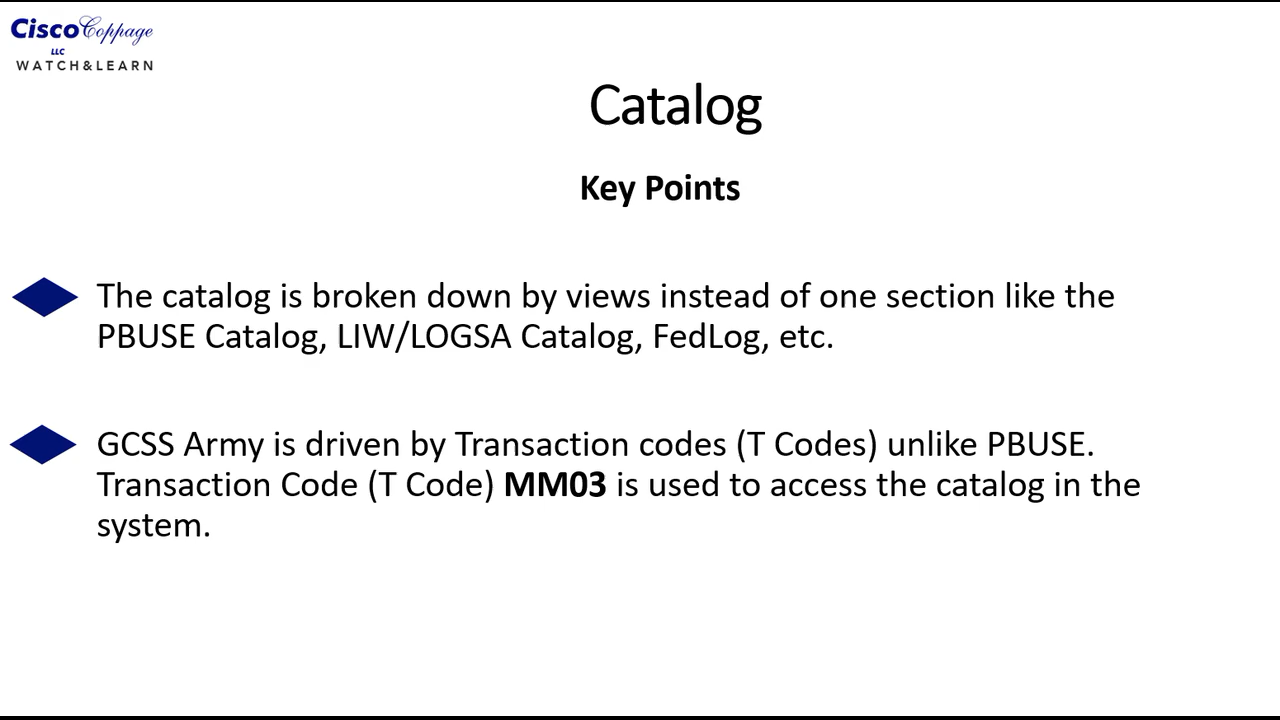 CiscoCoppage
LLC
WATCH&LEARN
Catalog
Key Points
The catalog is broken down by views instead of one section like the
PBUSE Catalog, LIW/LOGSA Catalog, FedLog, etc.
GCSS Army is driven by Transaction codes (T Codes) unlike PBUSE.
Transaction Code (T Code) MM03 is used to access the catalog in the
system.